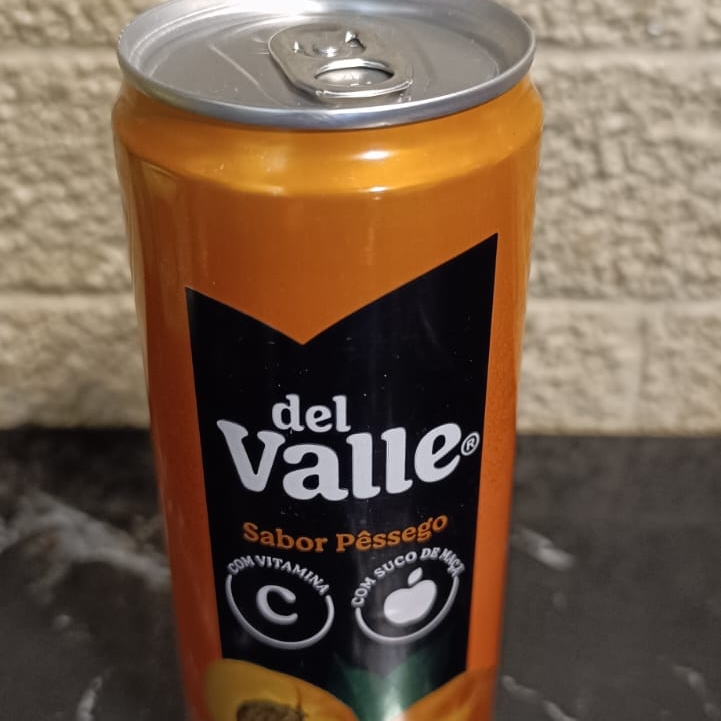 del
Valle®
Sabor Pêssego
COM VITAMINA
C
COM SUCO DE MAÇÃ